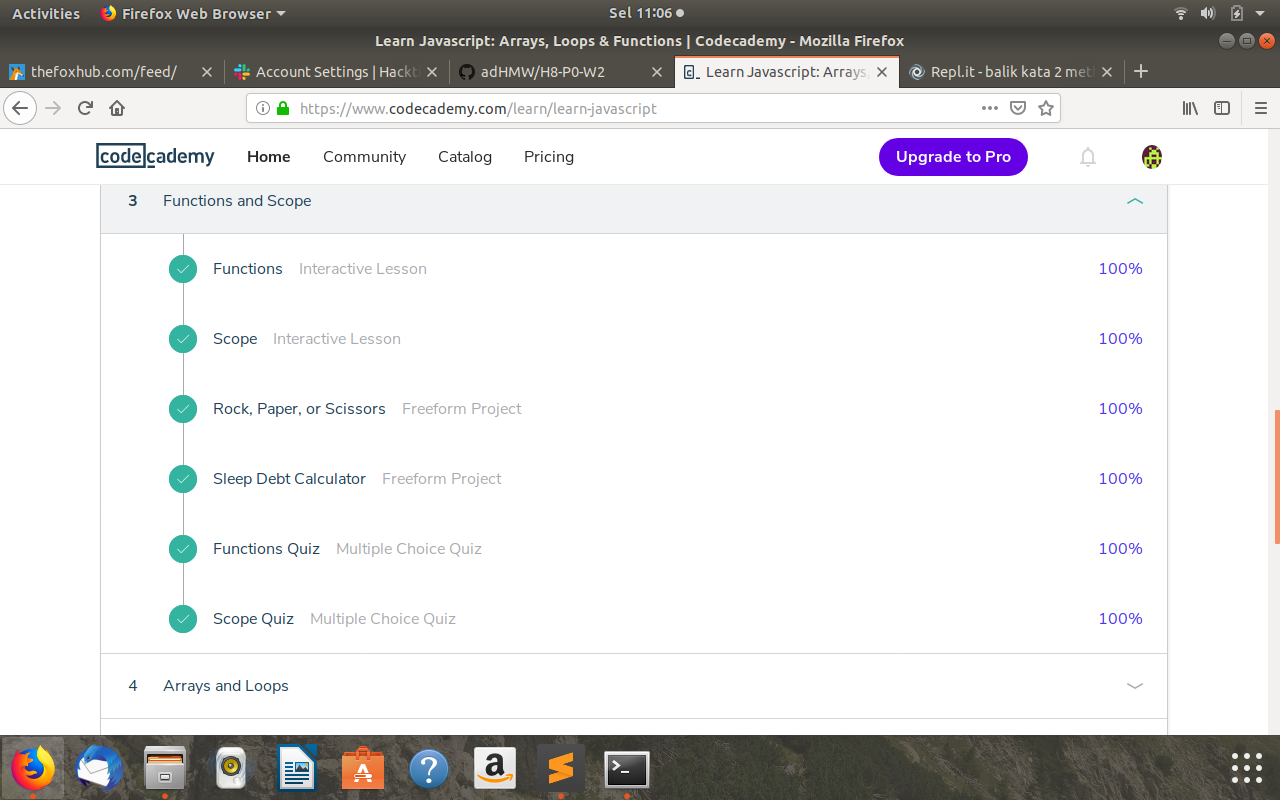 Activities Firefox Web Browser Sel 11:06
Learn Javascript: Arrays, Loops & Functions | Codecademy - Mozilla Firefox
thefoxhub.com/feed/ Account Settings | Hackt adHMW/H8-P0-W2 Learn Javascript: Arrays, Repl.it - balik kata 2 met
https://www.codecademy.com/learn/learn-javascript
codecademy Home Community Catalog Pricing Upgrade to Pro
3 Functions and Scope
Functions Interactive Lesson 100%
Scope Interactive Lesson 100%
Rock, Paper, or Scissors Freeform Project 100%
Sleep Debt Calculator Freeform Project 100%
Functions Quiz Multiple Choice Quiz 100%
Scope Quiz Multiple Choice Quiz 100%
4 Arrays and Loops